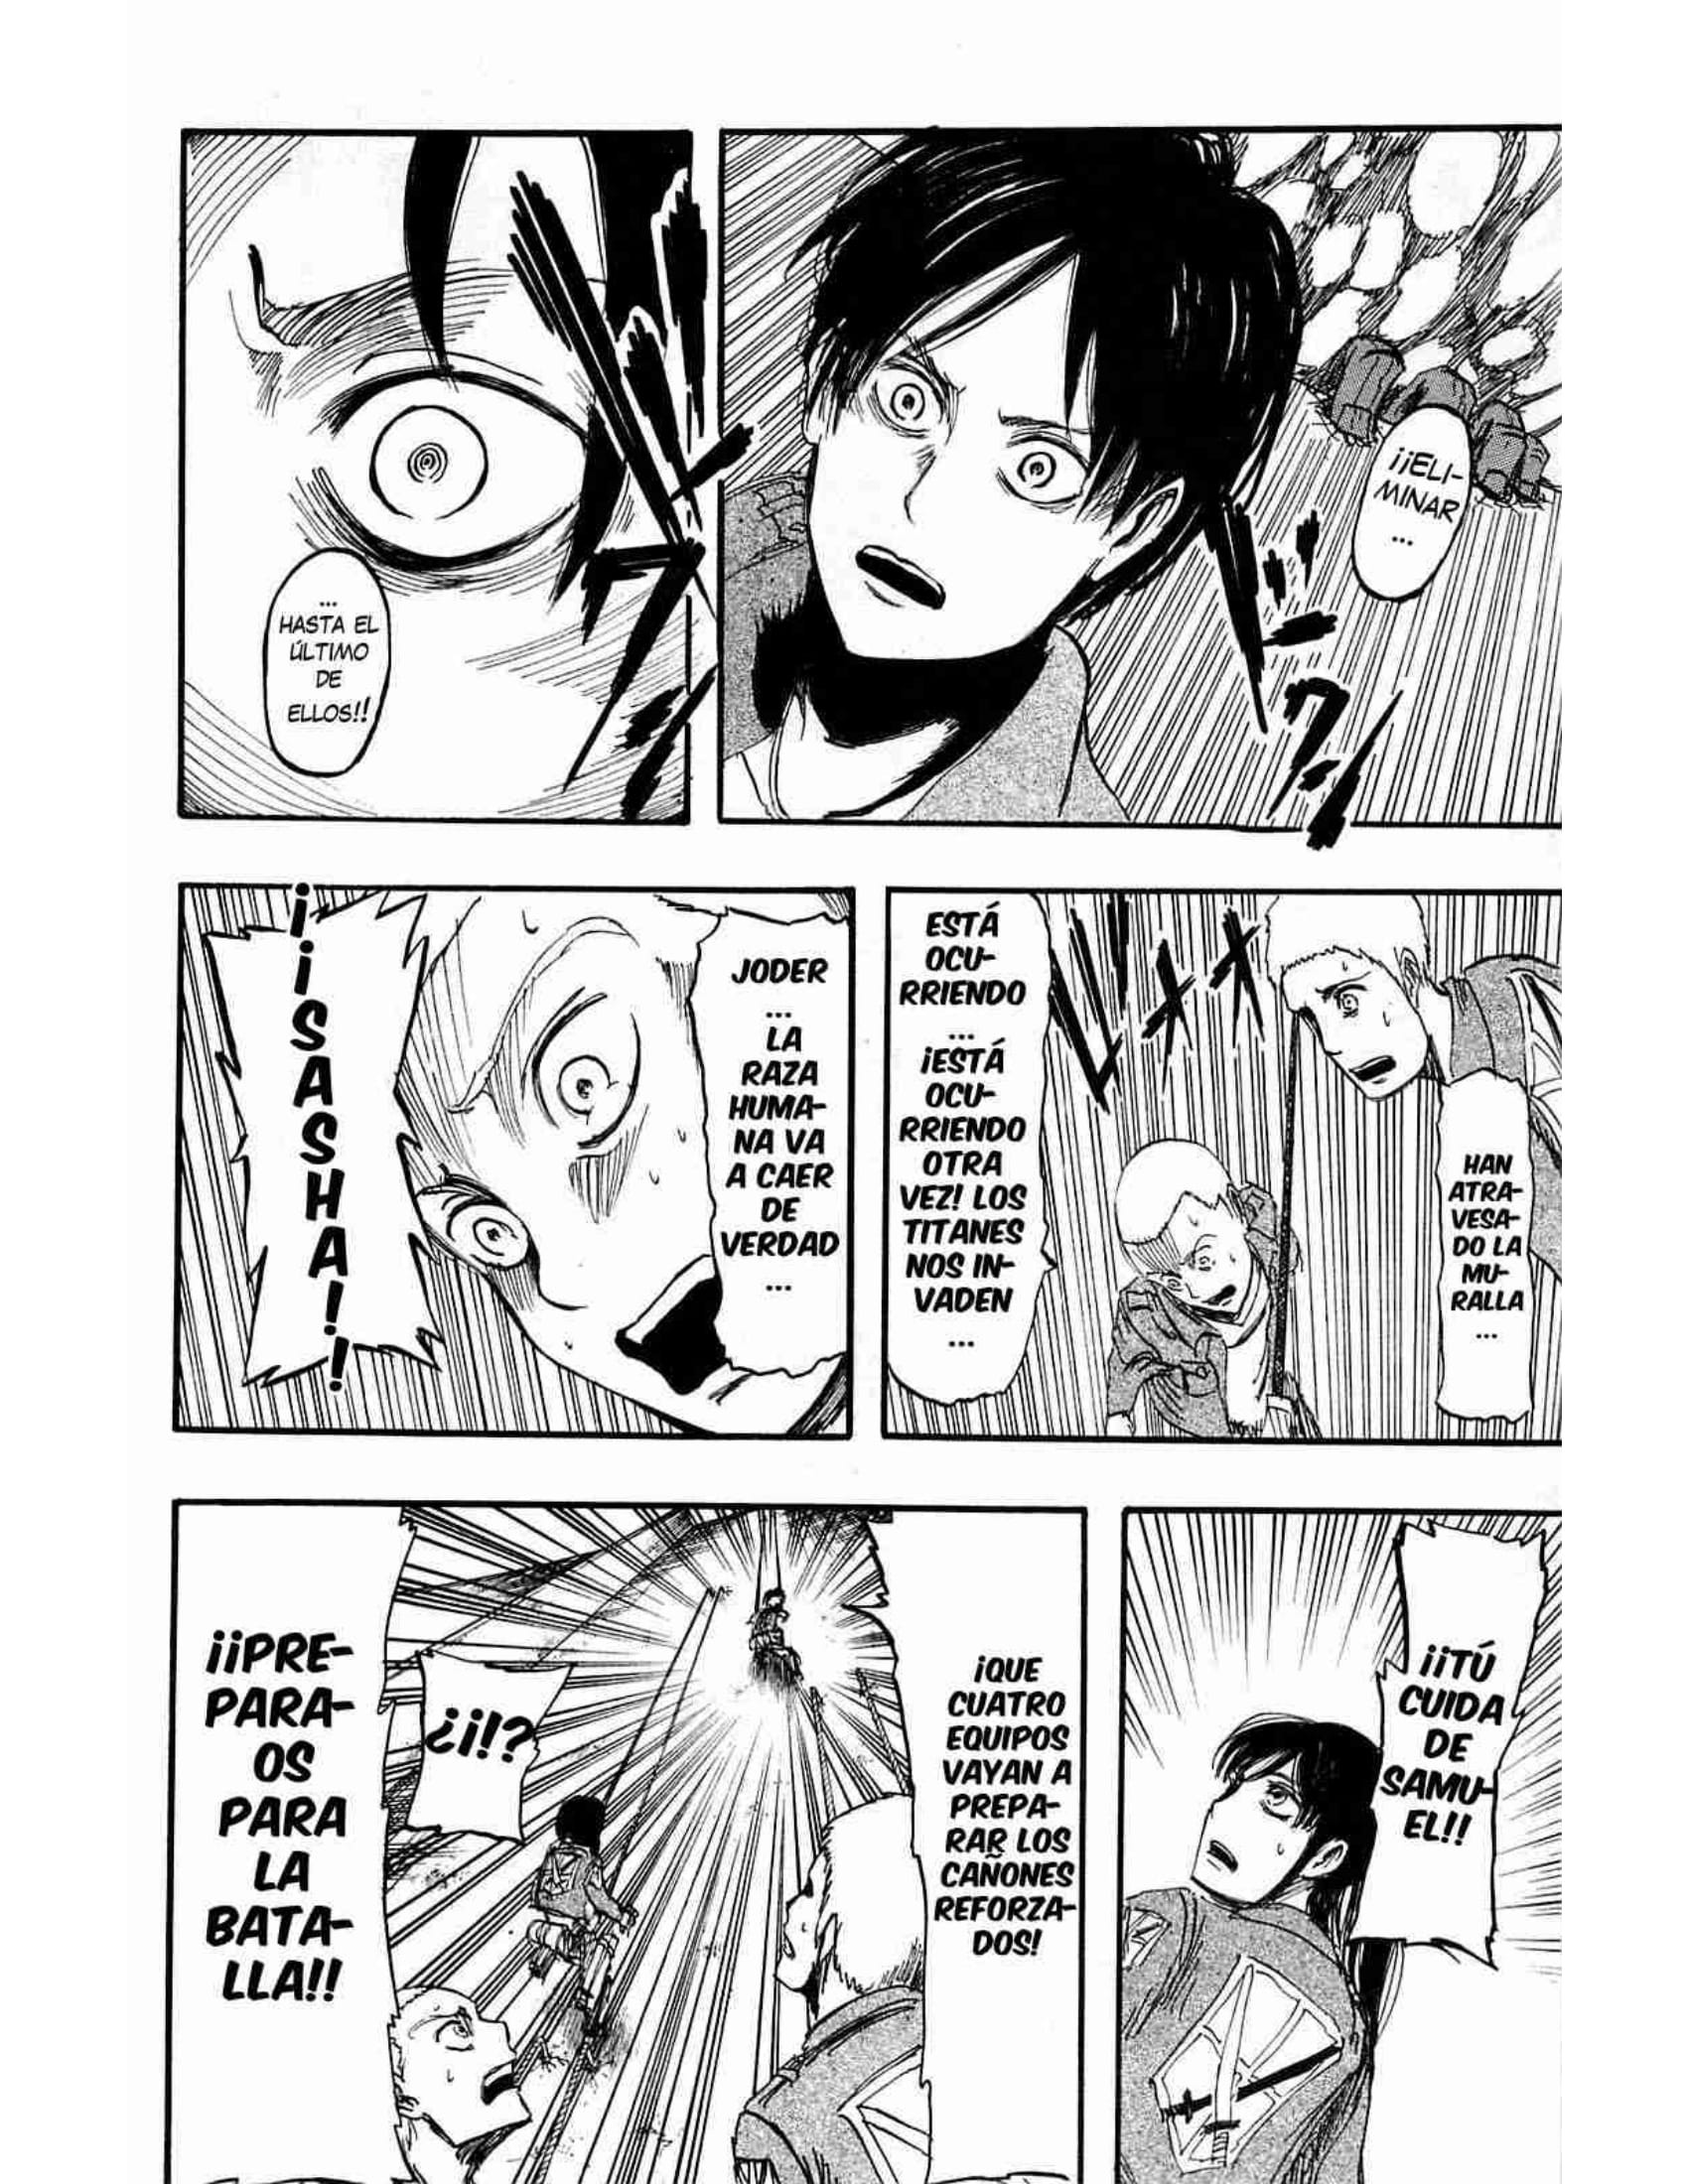 ¡¡ELI-
MINAR
...
...
HASTA EL
ÚLTIMO
DE
ELLOS!!
HAN
ATRA-
VESA-
DO LA
MU-
RALLA
...
ESTÁ
OCU-
RRIENDO
...
¡ESTÁ
OCU-
RRIENDO
OTRA
VEZ! LOS
TITANES
NOS IN-
VADEN
...
JODER
...
LA
RAZA
HUMA-
NA VA
A CAER
DE
VERDAD
...
¡¡SASHA!!
¡¡TÚ
CUIDA
DE
SAMU-
EL!!
¡QUE
CUATRO
EQUIPOS
VAYAN A
PREPA-
RAR LOS
CAÑONES
REFORZA-
DOS!
¿¡!?
¡¡PRE-
PARA-
OS
PARA
LA
BATA-
LLA!!